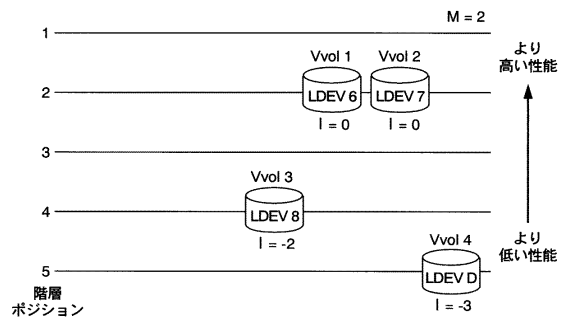 M = 2
1
より
高い性能
Vvol 1 Vvol 2
2 LDEV 6 LDEV 7
I = 0 I = 0
3
Vvol 3
4 LDEV 8
I = -2
より
低い性能
Vvol 4
5 LDEV D
I = -3
階層
ポジション